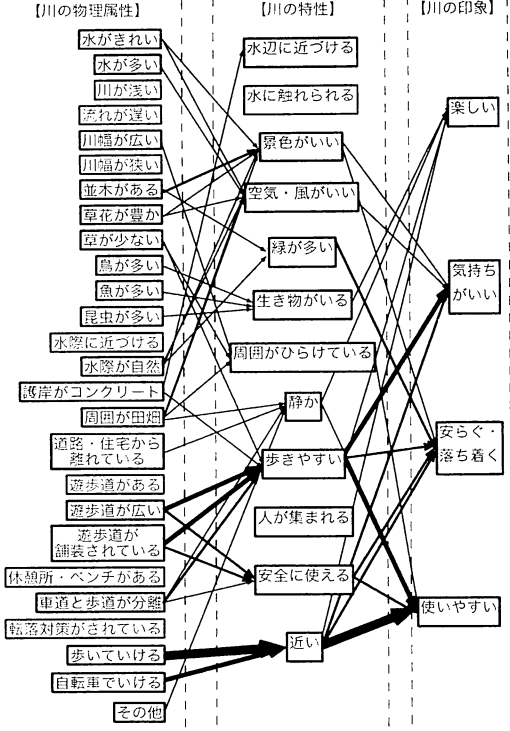 【川の物理属性】
【川の特性】
【川の印象】
水がきれい
水が多い
川が浅い
流れが遅い
川幅が広い
川幅が狭い
並木がある
草花が豊か
草が少ない
鳥が多い
魚が多い
昆虫が多い
水際に近づける
水際が自然
護岸がコンクリート
周囲が田畑
道路・住宅から
離れている
遊歩道がある
遊歩道が広い
遊歩道が
舗装されている
休憩所・ベンチがある
車道と歩道が分離
転落対策がされている
歩いていける
自転車でいける
その他
水辺に近づける
水に触れられる
景色がいい
空気・風がいい
緑が多い
生き物がいる
周囲がひらけている
静か
歩きやすい
人が集まれる
安全に使える
近い
楽しい
気持ち
がいい
安らぐ・
落ち着く
使いやすい